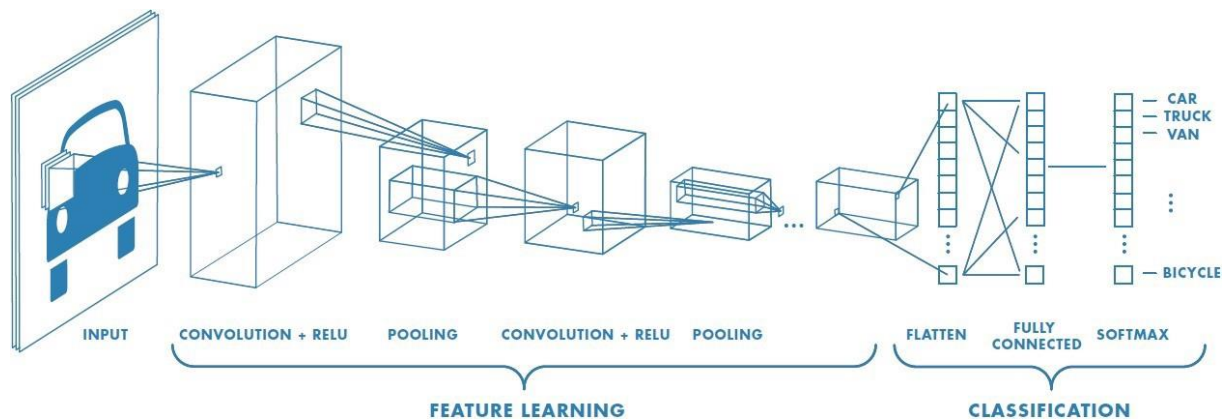 CAR
TRUCK
VAN
BICYCLE
INPUT
CONVOLUTION + RELU
POOLING
CONVOLUTION + RELU
POOLING
FLATTEN
FULLY
CONNECTED
SOFTMAX
FEATURE LEARNING
CLASSIFICATION